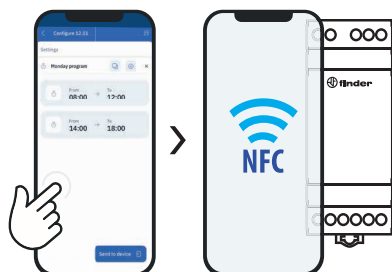 Configure 12.51
Settings
Monday program
From
08:00
To
12:00
From
14:00
To
18:00
Send to device
NFC
finder